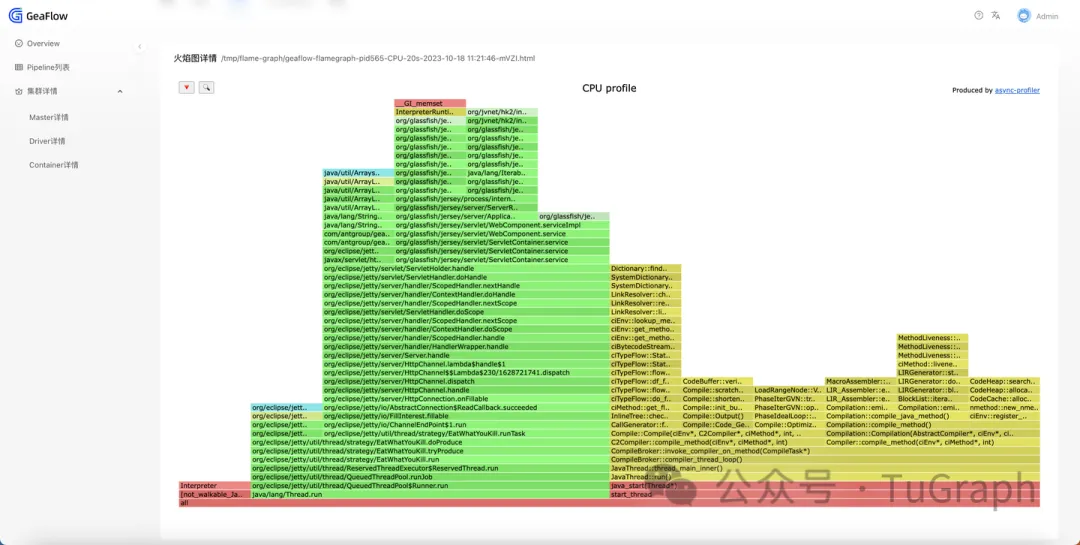 GeaFlow
Admin
Overview
Pipeline列表
集群详情
Master详情
Driver详情
Container详情
火焰图详情 /tmp/flame-graph/geaflow-flamegraph-pid565-CPU-20s-2023-10-18 11:21:46-mVZI.html
CPU profile
Produced by async-profiler
__GI_memset
InterpreterRunti.. org/jvnet/hk2/in..
org/glassfish/je.. org/jvnet/hk2/in..
org/glassfish/je.. org/glassfish/je..
org/glassfish/je.. org/glassfish/je..
org/glassfish/je.. org/glassfish/je..
org/glassfish/je.. org/glassfish/je..
org/glassfish/je.. org/glassfish/je..
java/util/Arrays.. org/glassfish/je.. java/lang/Iterab..
java/util/ArrayL.. org/glassfish/je.. org/glassfish/je..
java/util/ArrayL.. org/glassfish/je.. org/glassfish/je..
java/util/ArrayL.. org/glassfish/jersey/process/intern..
java/util/ArrayL.. org/glassfish/jersey/server/ServerR..
java/lang/String.. org/glassfish/jersey/server/Applica.. org/glassfish/je..
java/lang/String.. org/glassfish/jersey/servlet/WebComponent.serviceImpl
com/antgroup/gea.. org/glassfish/jersey/servlet/WebComponent.service
com/antgroup/gea.. org/glassfish/jersey/servlet/ServletContainer.service
org/eclipse/jett.. org/glassfish/jersey/servlet/ServletContainer.service
javax/servlet/ht.. org/glassfish/jersey/servlet/ServletContainer.service
org/eclipse/jetty/servlet/ServletHolder.handle Dictionary::find..
org/eclipse/jetty/servlet/ServletHandler.doHandle SystemDictionary..
org/eclipse/jetty/server/handler/ScopedHandler.nextHandle SystemDictionary..
org/eclipse/jetty/server/handler/ContextHandler.doHandle LinkResolver::ch..
org/eclipse/jetty/server/handler/ScopedHandler.nextScope LinkResolver::re..
org/eclipse/jetty/servlet/ServletHandler.doScope LinkResolver::li..
org/eclipse/jetty/server/handler/ScopedHandler.nextScope ciEnv::lookup_me..
org/eclipse/jetty/server/handler/ContextHandler.doScope ciEnv::get_metho..
org/eclipse/jetty/server/handler/ScopedHandler.handle ciEnv::get_metho.. MethodLiveness::..
org/eclipse/jetty/server/handler/HandlerWrapper.handle ciBytecodeStream.. MethodLiveness::..
org/eclipse/jetty/server/Server.handle ciTypeFlow::Stat.. MethodLiveness::..
org/eclipse/jetty/server/HttpChannel.lambda$handle$1 ciTypeFlow::Stat.. ciMethod::livene..
org/eclipse/jetty/server/HttpChannel$$Lambda$230/1628721741.dispatch ciTypeFlow::flow.. LIRGenerator::st..
org/eclipse/jetty/server/HttpChannel.dispatch ciTypeFlow::df_f.. CodeBuffer::veri.. MacroAssembler::.. LIRGenerator::do.. CodeHeap::search..
org/eclipse/jetty/server/HttpChannel.handle ciTypeFlow::flow.. Compile::scratch.. LoadRangeNode::V.. LIR_Assembler::e.. LIRGenerator::bl.. CodeHeap::alloca..
org/eclipse/jetty/server/HttpConnection.onFillable ciTypeFlow::do_f.. Compile::shorten.. PhaseIterGVN::tr.. LIR_Assembler::e.. BlockList::itera.. CodeCache::alloc..
org/eclipse/jett.. org/eclipse/jetty/io/AbstractConnection$ReadCallback.succeeded ciMethod::get_fl.. Compile::init_bu.. PhaseIterGVN::op.. Compilation::emi.. Compilation::emi.. nmethod::new_nme..
org/eclipse/jett.. org/eclipse/jetty/io/FillInterest.fillable InlineTree::chec.. Compile::Output() PhaseIdealLoop::.. Compilation::compile_java_method() ciEnv::register_..
org/eclipse/jett.. org/eclipse/jetty/io/ChannelEndPoint$1.run CallGenerator::f.. Compile::Code_Ge.. Compile::Optimiz.. Compilation::compile_method()
org/eclipse/jett.. org/eclipse/jetty/util/thread/strategy/EatWhatYouKill.runTask Compile::Compile(ciEnv*, C2Compiler*, ciMethod*, int, .. Compilation::Compilation(AbstractCompiler*, ciEnv*, ci..
org/eclipse/jetty/util/thread/strategy/EatWhatYouKill.doProduce C2Compiler::compile_method(ciEnv*, ciMethod*, int) Compiler::compile_method(ciEnv*, ciMethod*, int)
org/eclipse/jetty/util/thread/strategy/EatWhatYouKill.tryProduce CompileBroker::invoke_compiler_on_method(CompileTask*)
org/eclipse/jetty/util/thread/strategy/EatWhatYouKill.run CompileBroker::compiler_thread_loop()
org/eclipse/jetty/util/thread/ReservedThreadExecutor$ReservedThread.run JavaThread::thread_main_inner()
org/eclipse/jetty/util/thread/QueuedThreadPool.runJob JavaThread::run()
Interpreter org/eclipse/jetty/util/thread/QueuedThreadPool$Runner.run java_start(Thread*)
[not_walkable_Ja.. java/lang/Thread.run start_thread
all
公众号 · TuGraph